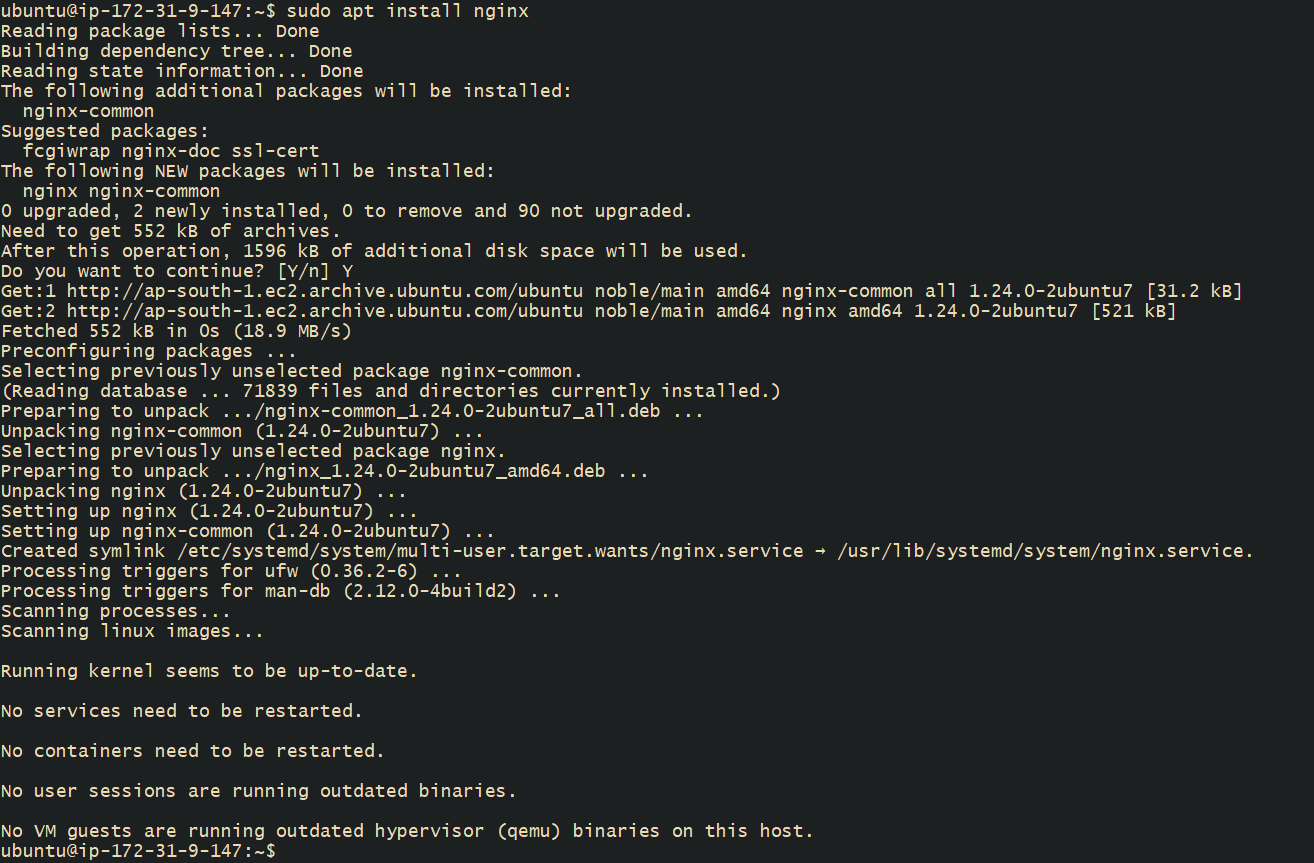 ubuntu@ip-172-31-9-147:~$ sudo apt install nginx
Reading package lists... Done
Building dependency tree... Done
Reading state information... Done
The following additional packages will be installed:
  nginx-common
Suggested packages:
  fcgiwrap nginx-doc ssl-cert
The following NEW packages will be installed:
  nginx nginx-common
0 upgraded, 2 newly installed, 0 to remove and 90 not upgraded.
Need to get 552 kB of archives.
After this operation, 1596 kB of additional disk space will be used.
Do you want to continue? [Y/n] Y
Get:1 http://ap-south-1.ec2.archive.ubuntu.com/ubuntu noble/main amd64 nginx-common all 1.24.0-2ubuntu7 [31.2 kB]
Get:2 http://ap-south-1.ec2.archive.ubuntu.com/ubuntu noble/main amd64 nginx amd64 1.24.0-2ubuntu7 [521 kB]
Fetched 552 kB in 0s (18.9 MB/s)
Preconfiguring packages ...
Selecting previously unselected package nginx-common.
(Reading database ... 71839 files and directories currently installed.)
Preparing to unpack .../nginx-common_1.24.0-2ubuntu7_all.deb ...
Unpacking nginx-common (1.24.0-2ubuntu7) ...
Selecting previously unselected package nginx.
Preparing to unpack .../nginx_1.24.0-2ubuntu7_amd64.deb ...
Unpacking nginx (1.24.0-2ubuntu7) ...
Setting up nginx (1.24.0-2ubuntu7) ...
Setting up nginx-common (1.24.0-2ubuntu7) ...
Created symlink /etc/systemd/system/multi-user.target.wants/nginx.service → /usr/lib/systemd/system/nginx.service.
Processing triggers for ufw (0.36.2-6) ...
Processing triggers for man-db (2.12.0-4build2) ...
Scanning processes...
Scanning linux images...
Running kernel seems to be up-to-date.
No services need to be restarted.
No containers need to be restarted.
No user sessions are running outdated binaries.
No VM guests are running outdated hypervisor (qemu) binaries on this host.
ubuntu@ip-172-31-9-147:~$